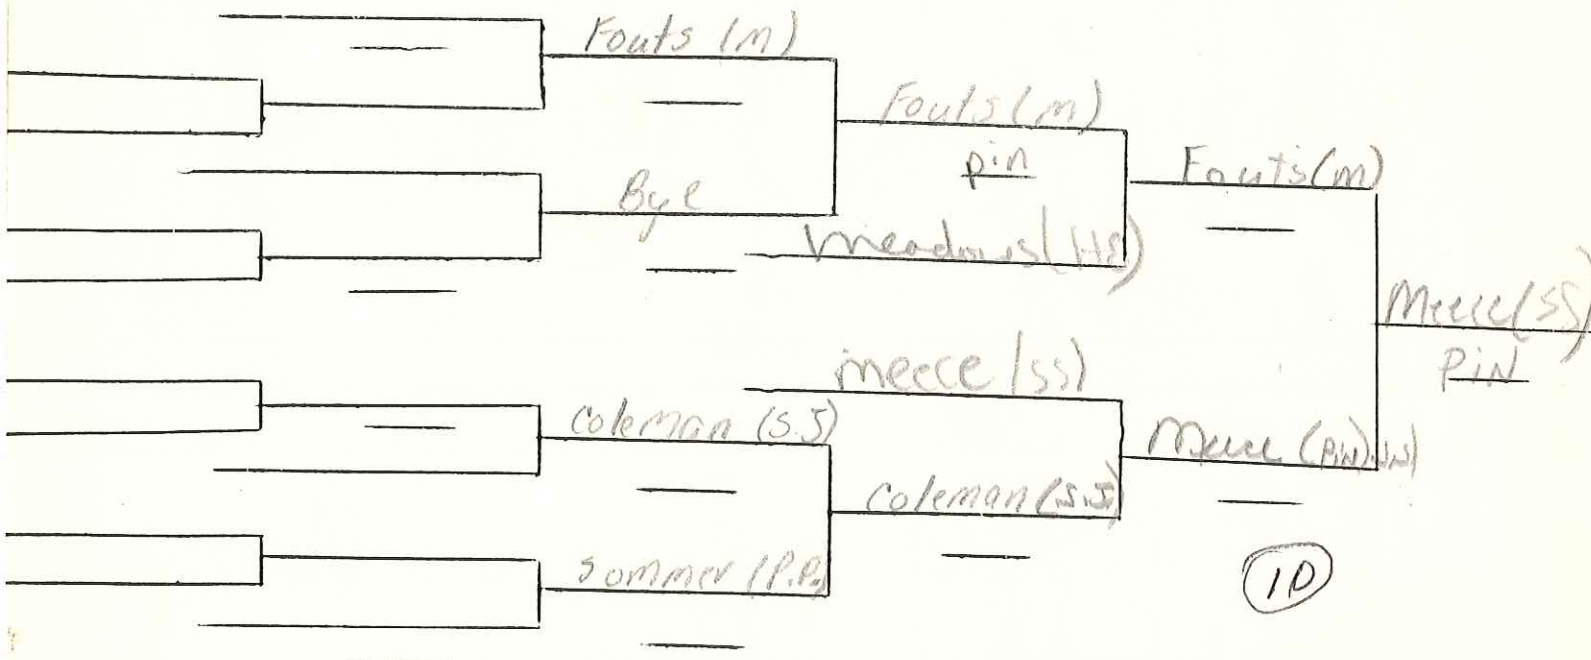 Fouts (m)
Fouts (m)
pin
Fouts (m)
Bye
meadows (HS)
Meece (SS)
PiN
meece (SS)
Coleman (S.J)
Meece (PiN)
Coleman (S.J.)
Sommer (P.P.)
10